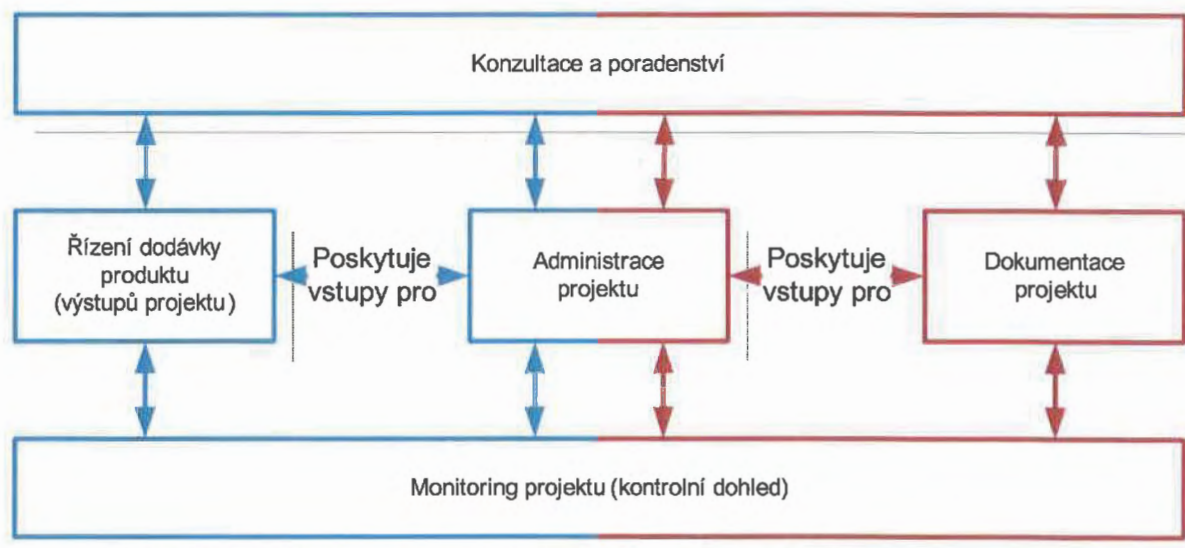 Konzultace a poradenství
Řízení dodávky
produktu
(výstupů projektu)
Poskytuje
vstupy pro
Administrace
projektu
Poskytuje
vstupy pro
Dokumentace
projektu
Monitoring projektu (kontrolní dohled)